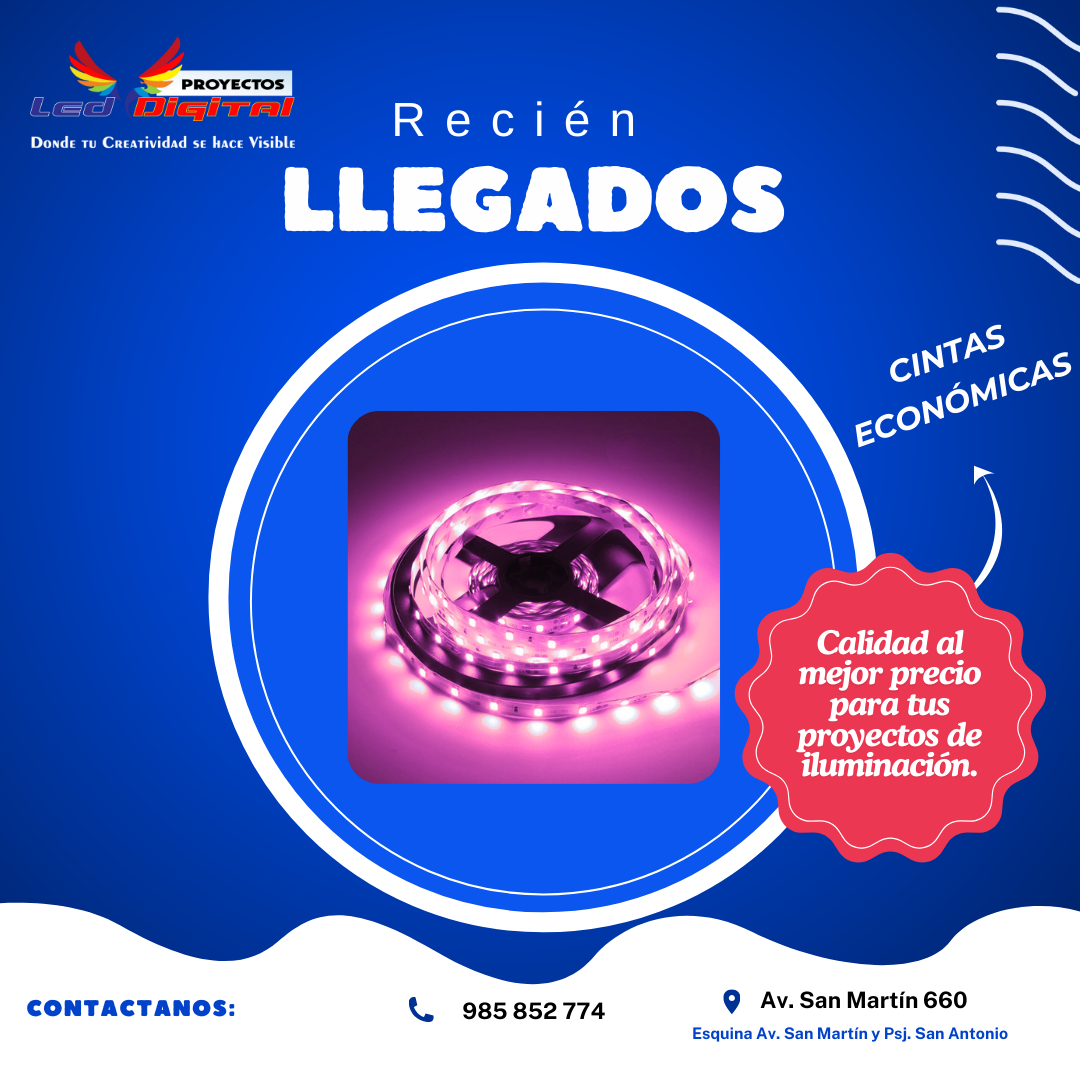 PROYECTOS
Led Digital
Donde tu Creatividad se hace Visible
Recién
LLEGADOS
CINTAS
ECONÓMICAS
Calidad al
mejor precio
para tus
proyectos de
iluminación.
CONTACTANOS:
985 852 774
Av. San Martín 660
Esquina Av. San Martín y Psj. San Antonio